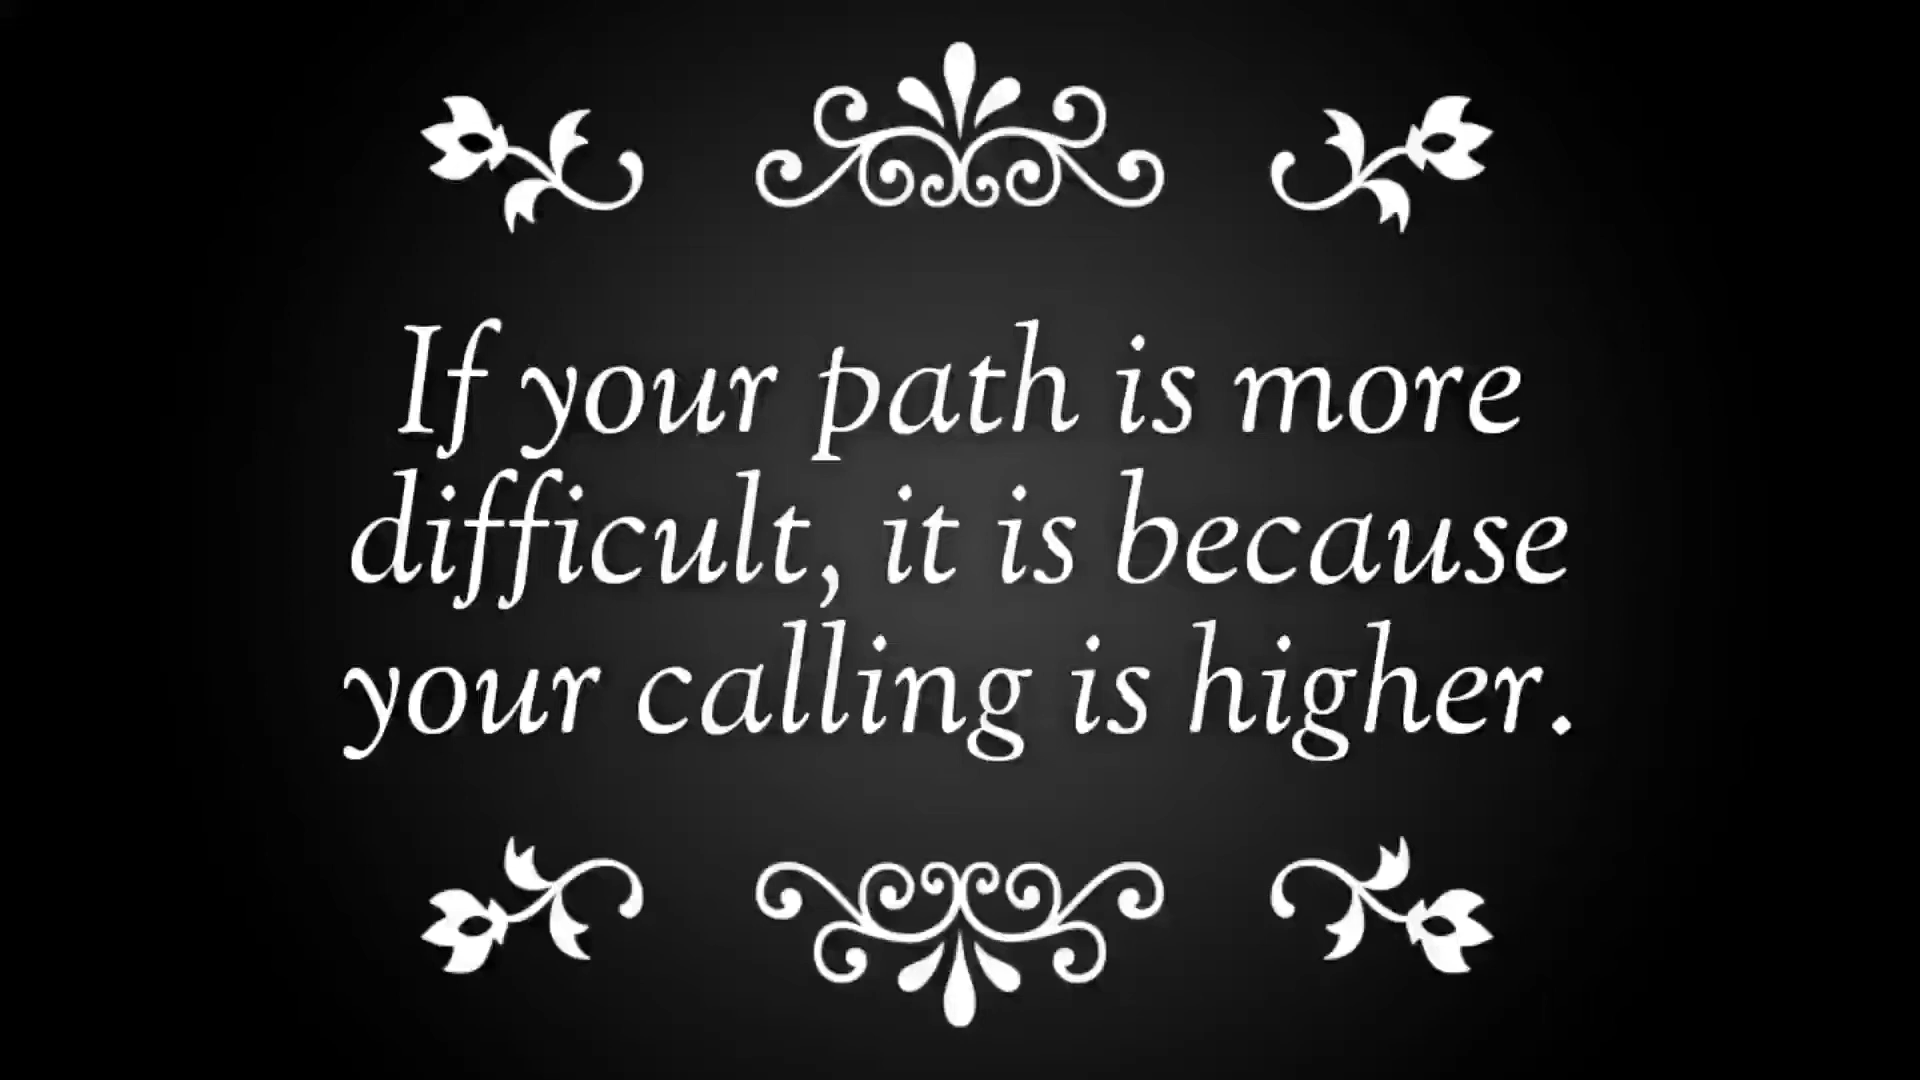 If your path is more
difficult, it is because
your calling is higher.